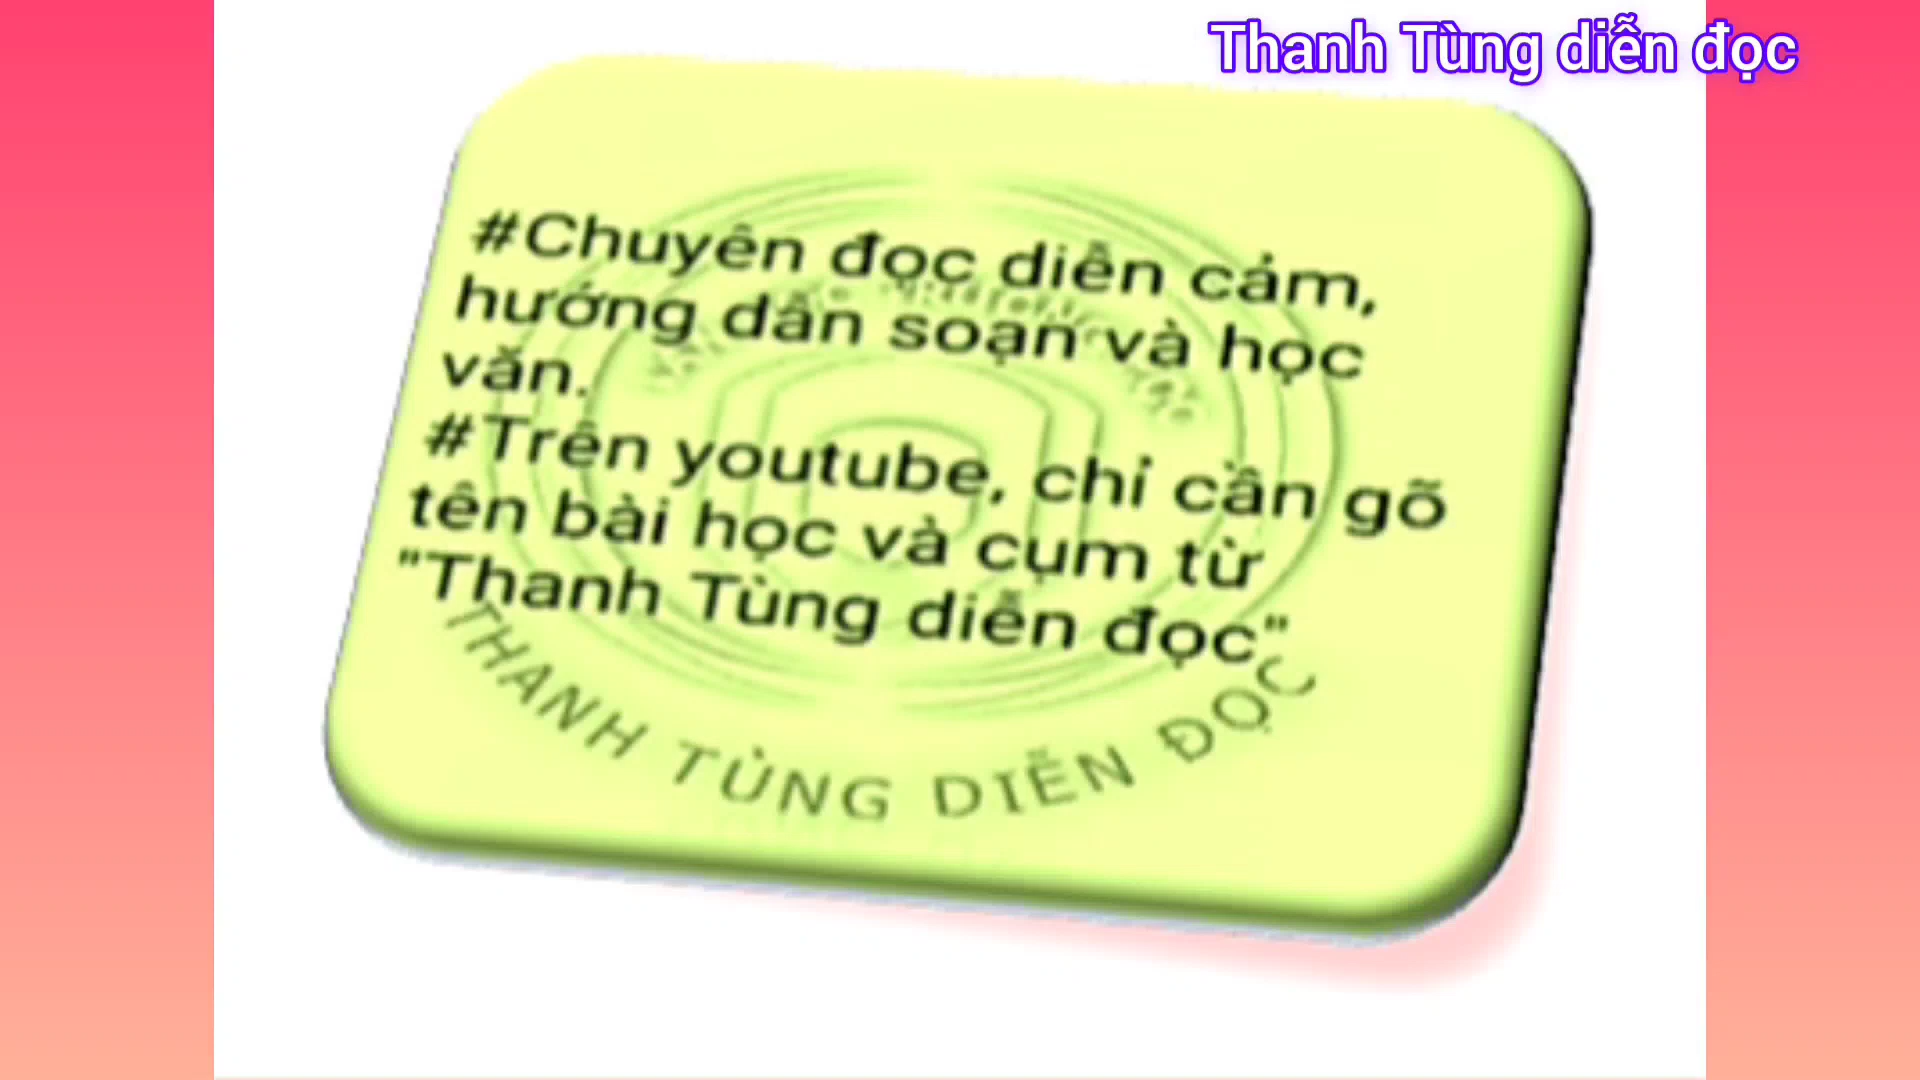 Thanh Tùng diễn đọc
#Chuyên đọc diễn cảm,
hướng dẫn soạn và học
văn.
#Trên youtube, chỉ cần gõ
tên bài học và cụm từ
"Thanh Tùng diễn đọc"
THANH TÙNG DIỄN ĐỌC